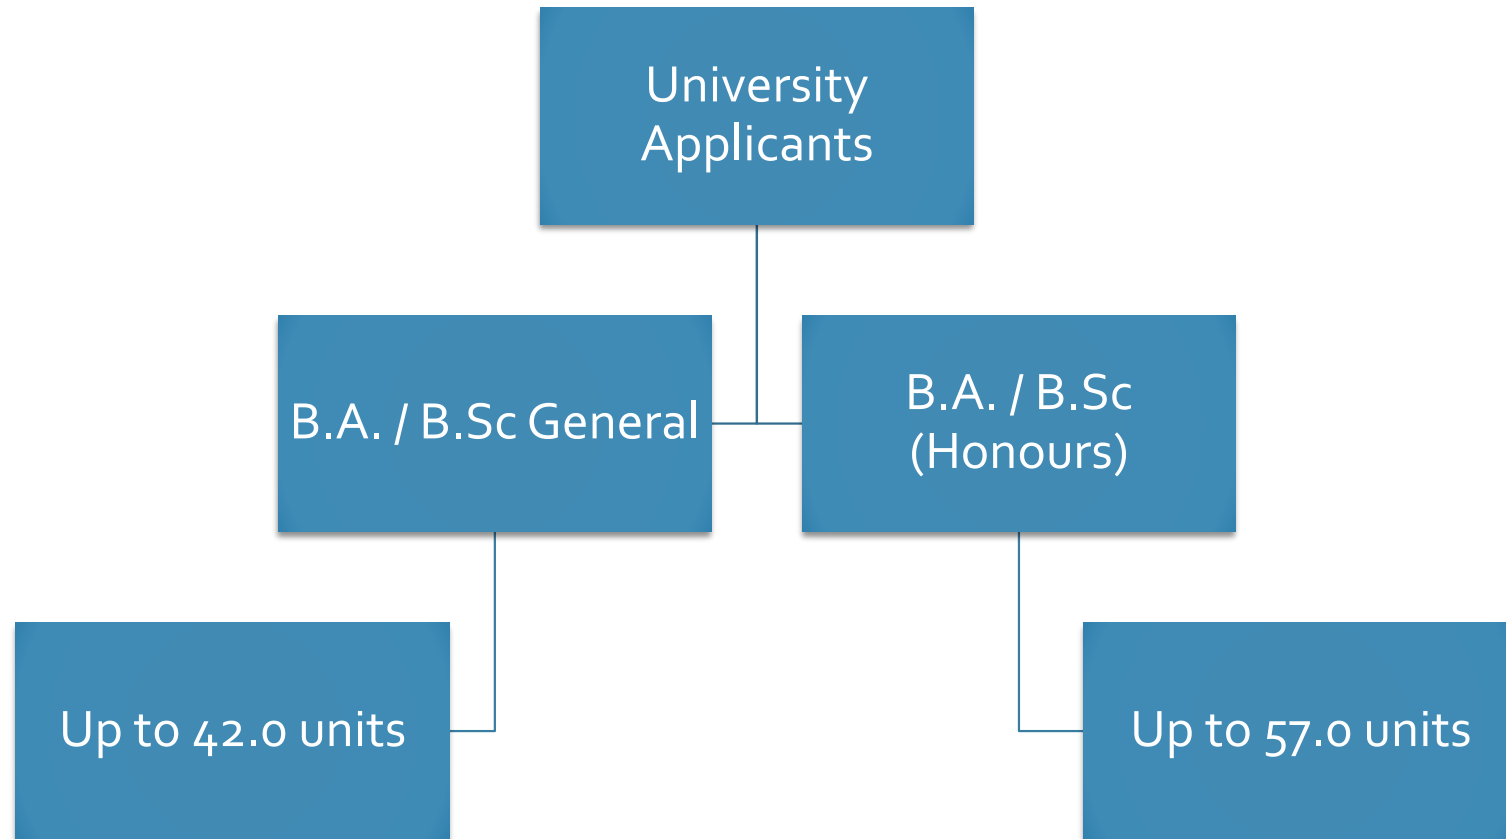 University
Applicants
B.A. / B.Sc General
B.A. / B.Sc
(Honours)
Up to 42.0 units
Up to 57.0 units